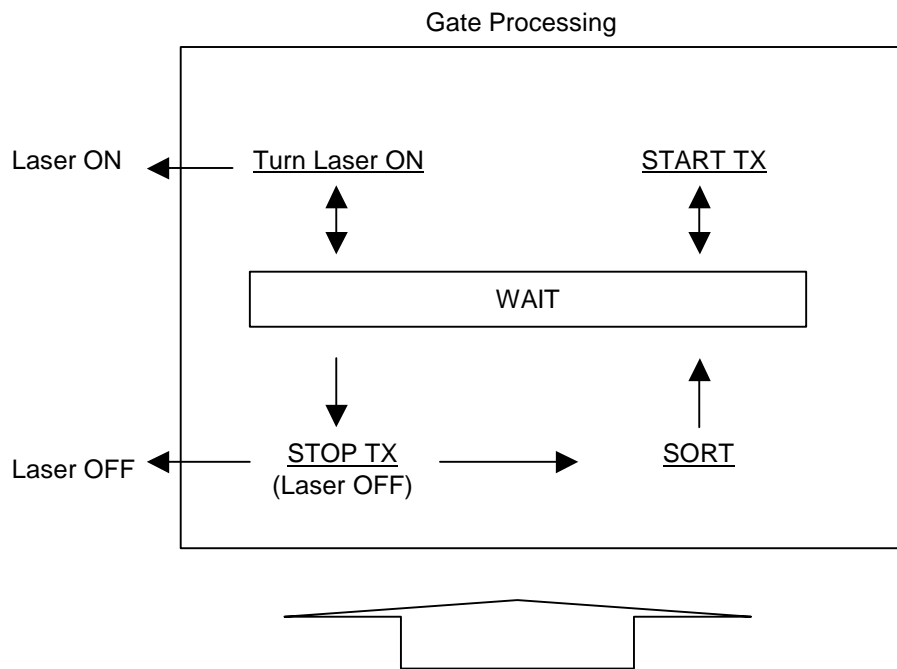 Gate Processing
Laser ON
Turn Laser ON
START TX
WAIT
Laser OFF
STOP TX
(Laser OFF)
SORT